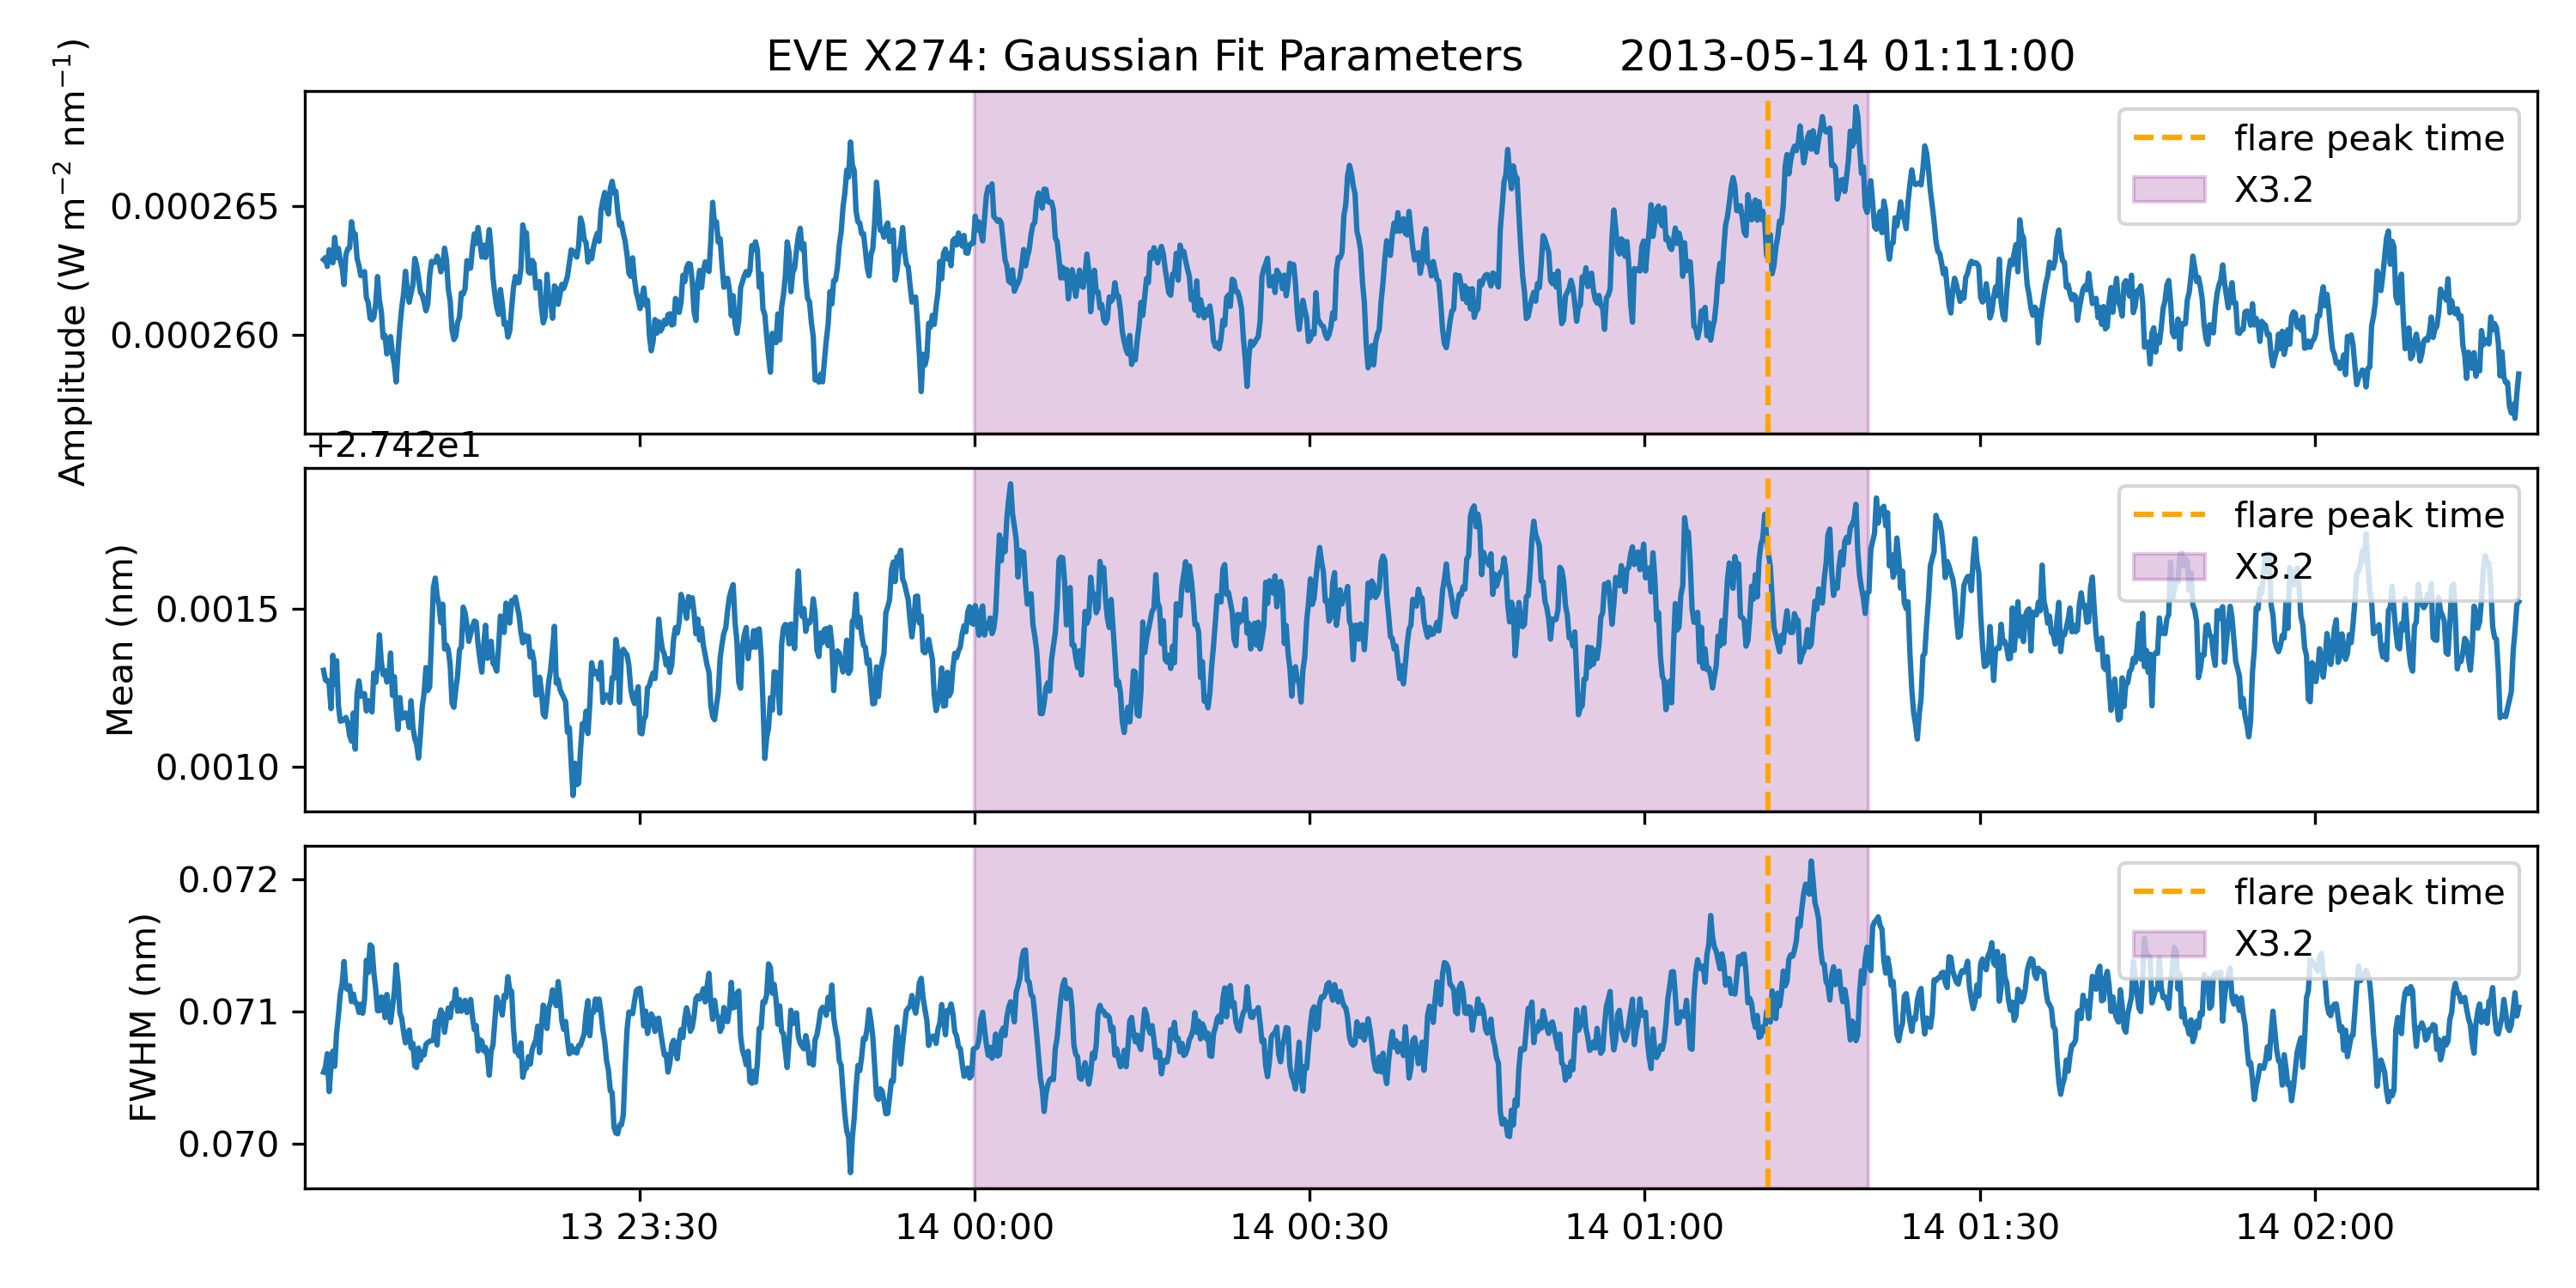 EVE X274: Gaussian Fit Parameters 2013-05-14 01:11:00
Amplitude (W m⁻² nm⁻¹)
0.000265
0.000260
flare peak time
X3.2
+2.742e1
Mean (nm)
0.0015
0.0010
flare peak time
X3.2
FWHM (nm)
0.072
0.071
0.070
flare peak time
X3.2
13 23:30 14 00:00 14 00:30 14 01:00 14 01:30 14 02:00